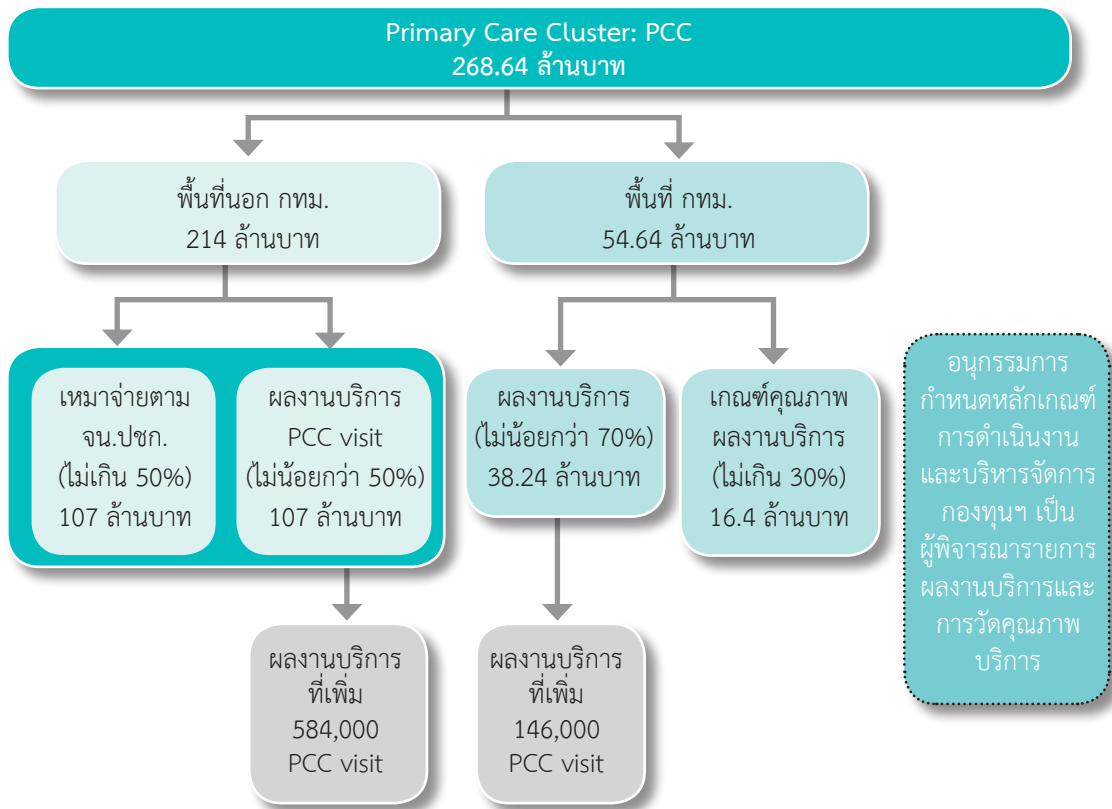 Primary Care Cluster: PCC
268.64 ล้านบาท
พื้นที่นอก กทม.
214 ล้านบาท
พื้นที่ กทม.
54.64 ล้านบาท
เหมาจ่ายตาม
จน.ปชก.
(ไม่เกิน 50%)
107 ล้านบาท
ผลงานบริการ
PCC visit
(ไม่น้อยกว่า 50%)
107 ล้านบาท
ผลงานบริการ
(ไม่น้อยกว่า 70%)
38.24 ล้านบาท
เกณฑ์คุณภาพ
ผลงานบริการ
(ไม่เกิน 30%)
16.4 ล้านบาท
อนุกรรมการ
กำหนดหลักเกณฑ์
การดำเนินงาน
และบริหารจัดการ
กองทุนฯ เป็น
ผู้พิจารณารายการ
ผลงานบริการและ
การวัดคุณภาพ
บริการ
ผลงานบริการ
ที่เพิ่ม
584,000
PCC visit
ผลงานบริการ
ที่เพิ่ม
146,000
PCC visit